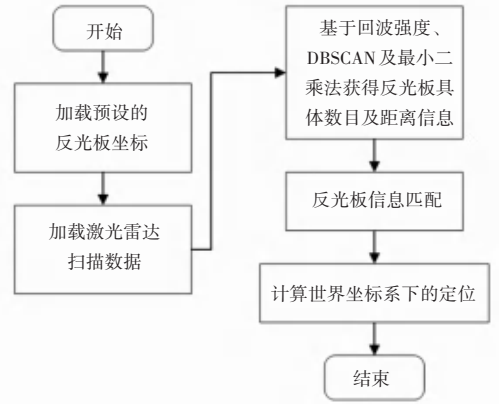 开始
加载预设的
反光板坐标
加载激光雷达
扫描数据
基于回波强度、
DBSCAN及最小二
乘法获得反光板具
体数目及距离信息
反光板信息匹配
计算世界坐标系下的定位
结束